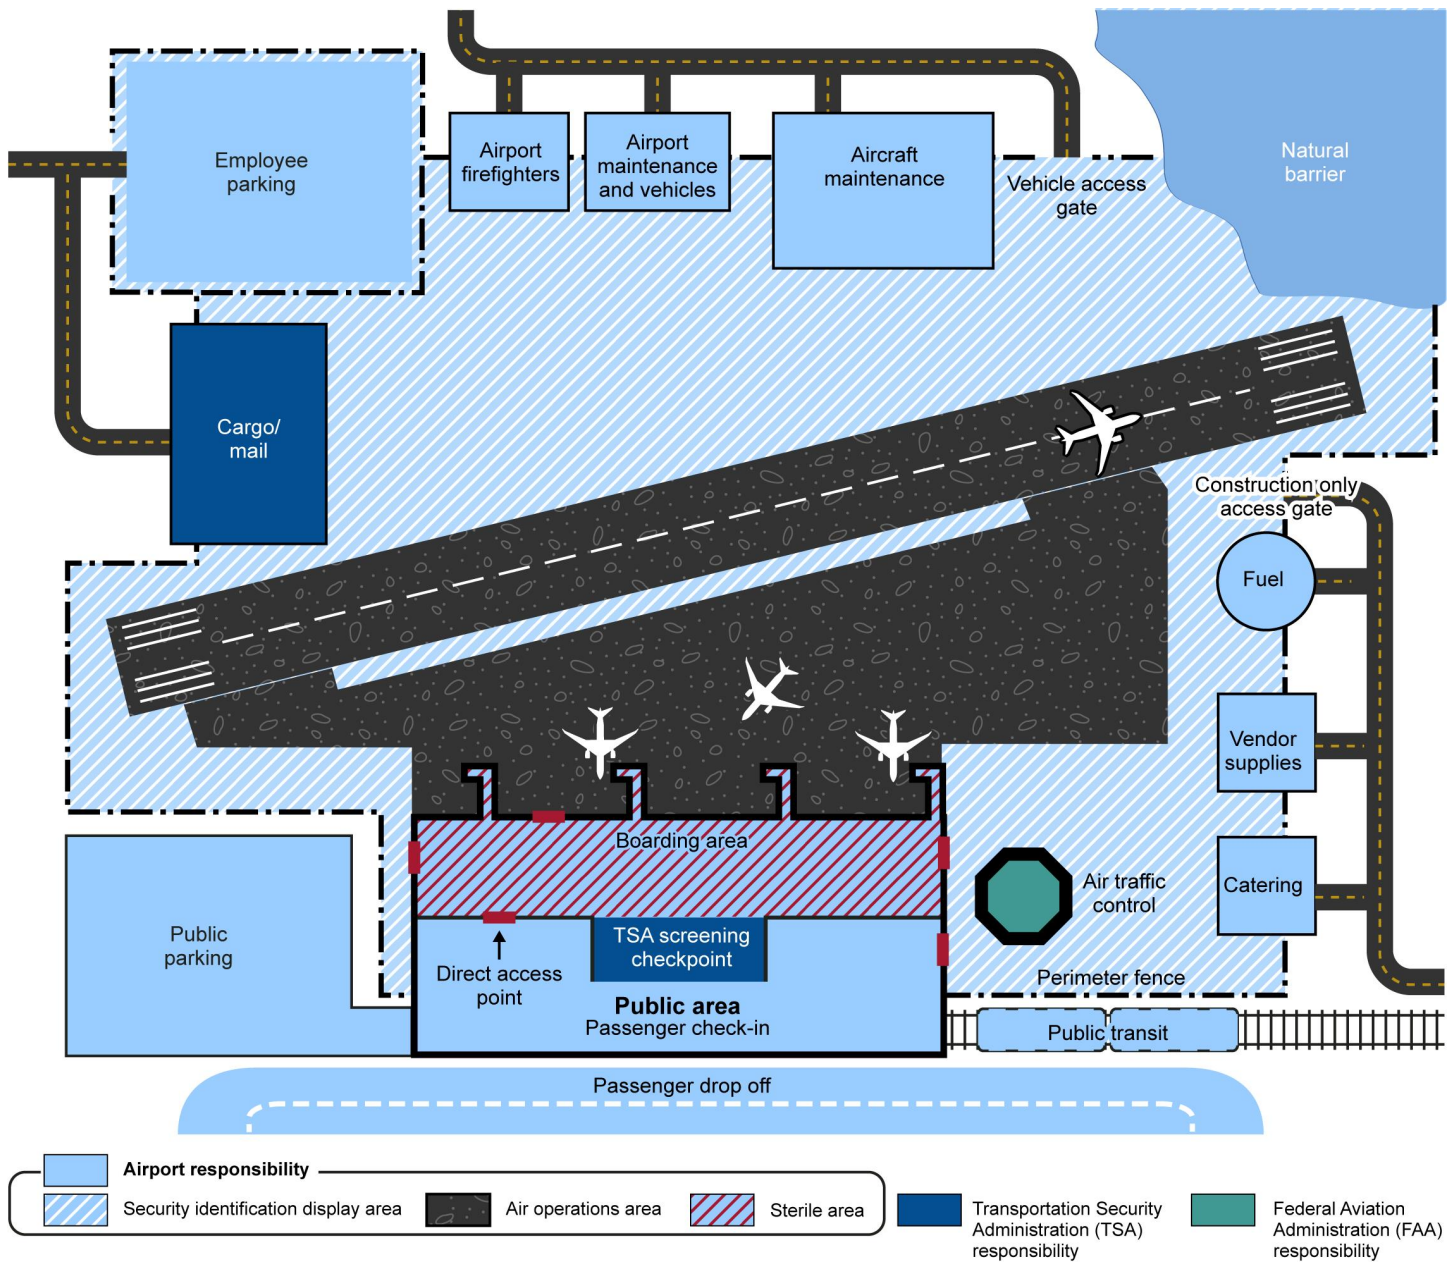 Employee
parking
Airport
firefighters
Airport
maintenance
and vehicles
Aircraft
maintenance
Vehicle access
gate
Natural
barrier
Cargo/
mail
Construction only
access gate
Fuel
Vendor
supplies
Boarding area
Catering
Air traffic
control
Public
parking
TSA screening
checkpoint
Direct access
point
Perimeter fence
Public area
Passenger check-in
Public transit
Passenger drop off
Airport responsibility
Security identification display area
Air operations area
Sterile area
Transportation Security
Administration (TSA)
responsibility
Federal Aviation
Administration (FAA)
responsibility